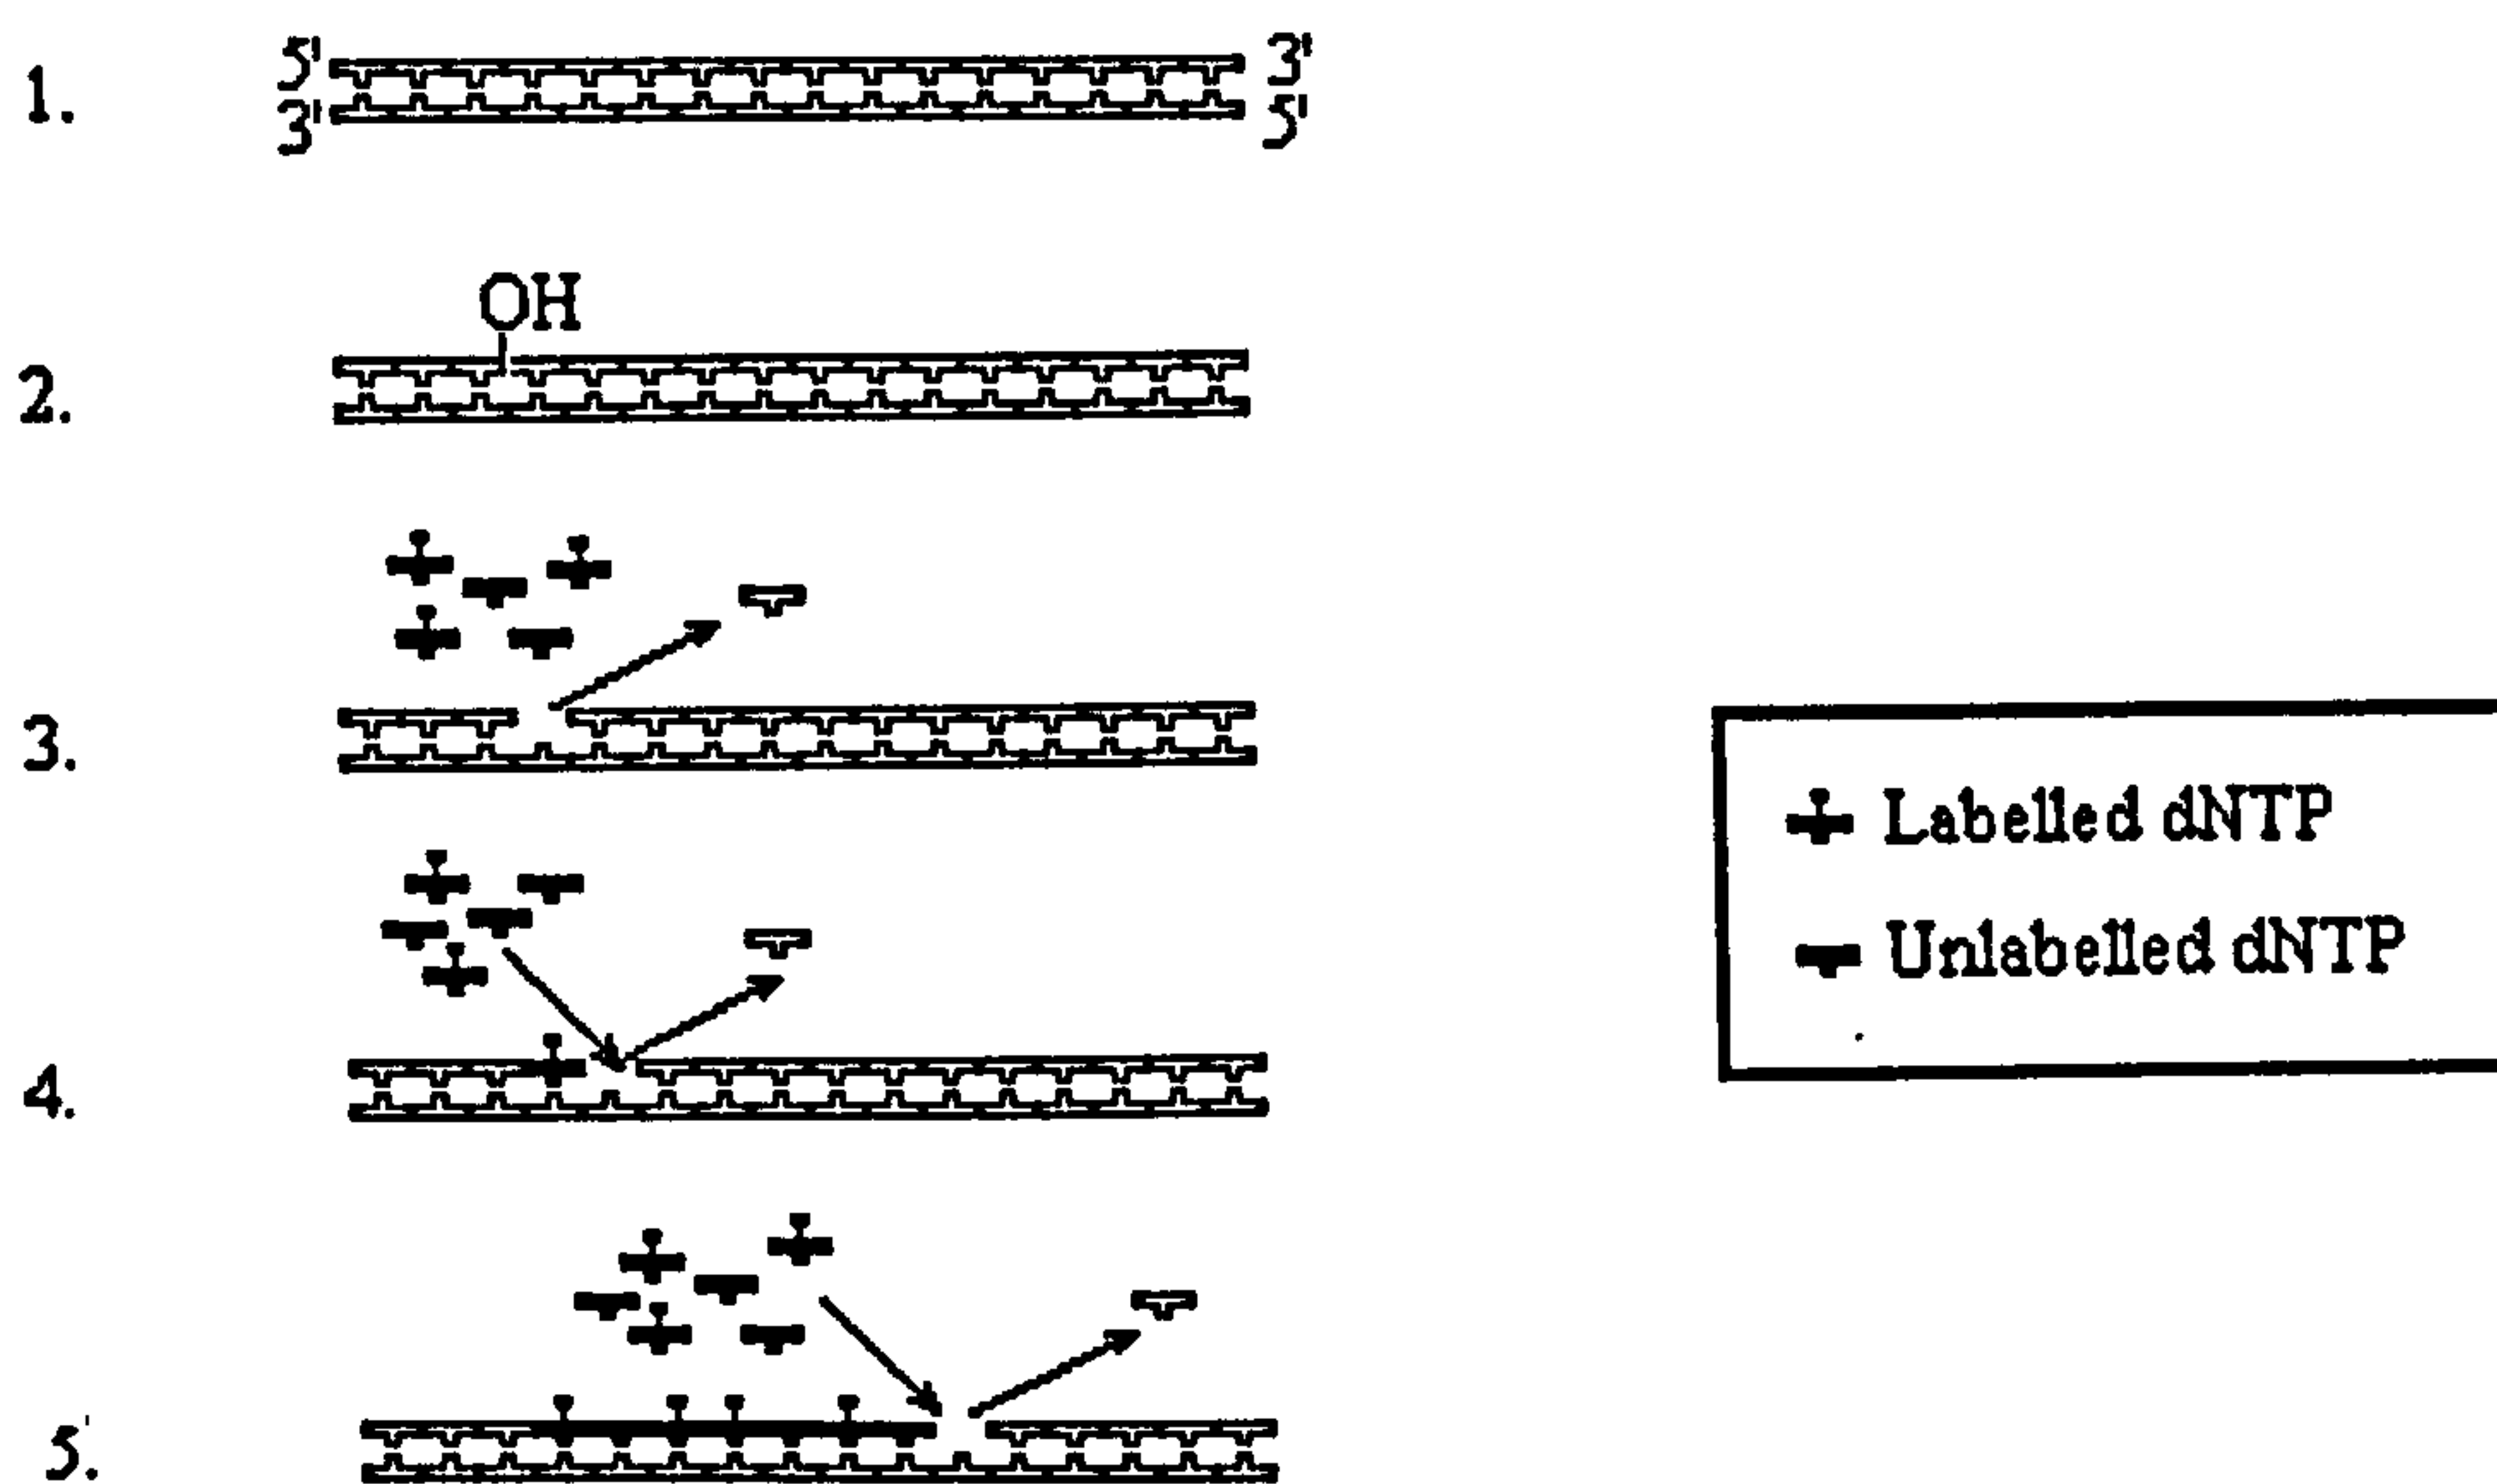 1. 5' 3'
3' 5'
OH
2.
3.
Labelled dNTP
Unlabelled dNTP
4.
5.